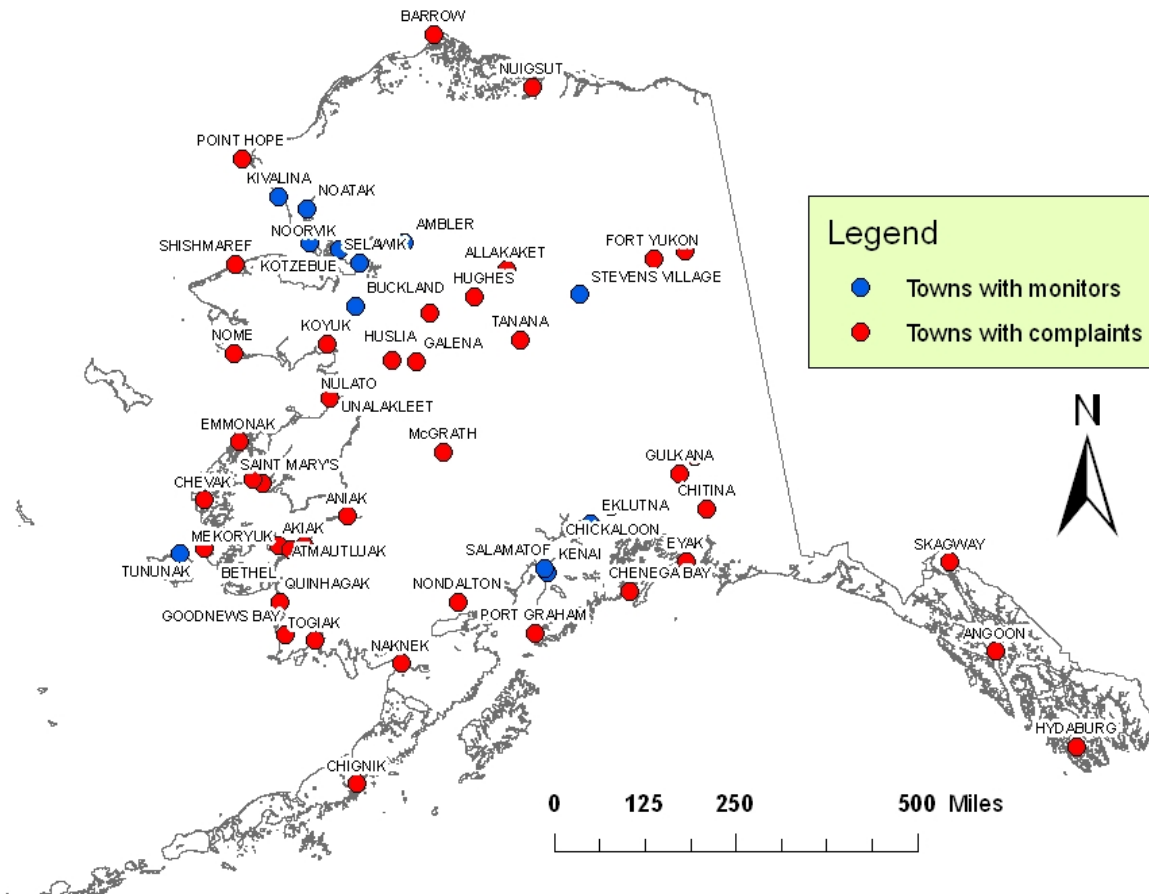 BARROW
NUIGSUT
POINT HOPE
KIVALINA
NOATAK
AMBLER
NOORVIK
SELAWIK
SHISHMAREF
KOTZEBUE
ALLAKAKET
FORT YUKON
HUGHES
STEVENS VILLAGE
BUCKLAND
KOYUK
TANANA
NOME
HUSLIA
GALENA
NULATO
UNALAKLEET
EMMONAK
McGRATH
SAINT MARY'S
GULKANA
CHEVAK
CHITINA
ANIAK
EKLUTNA
AKIAK
CHICKALOON
MEKORYUK
ATMAUTLUAK
SALAMATOF
KENAI
EYAK
SKAGWAY
TUNUNAK
BETHEL
CHENEGA BAY
QUINHAGAK
NONDALTON
GOODNEWS BAY
TOGIAK
PORT GRAHAM
NAKNEK
ANGOON
HYDABURG
CHIGNIK
Legend
Towns with monitors
Towns with complaints
N
0 125 250 500 Miles